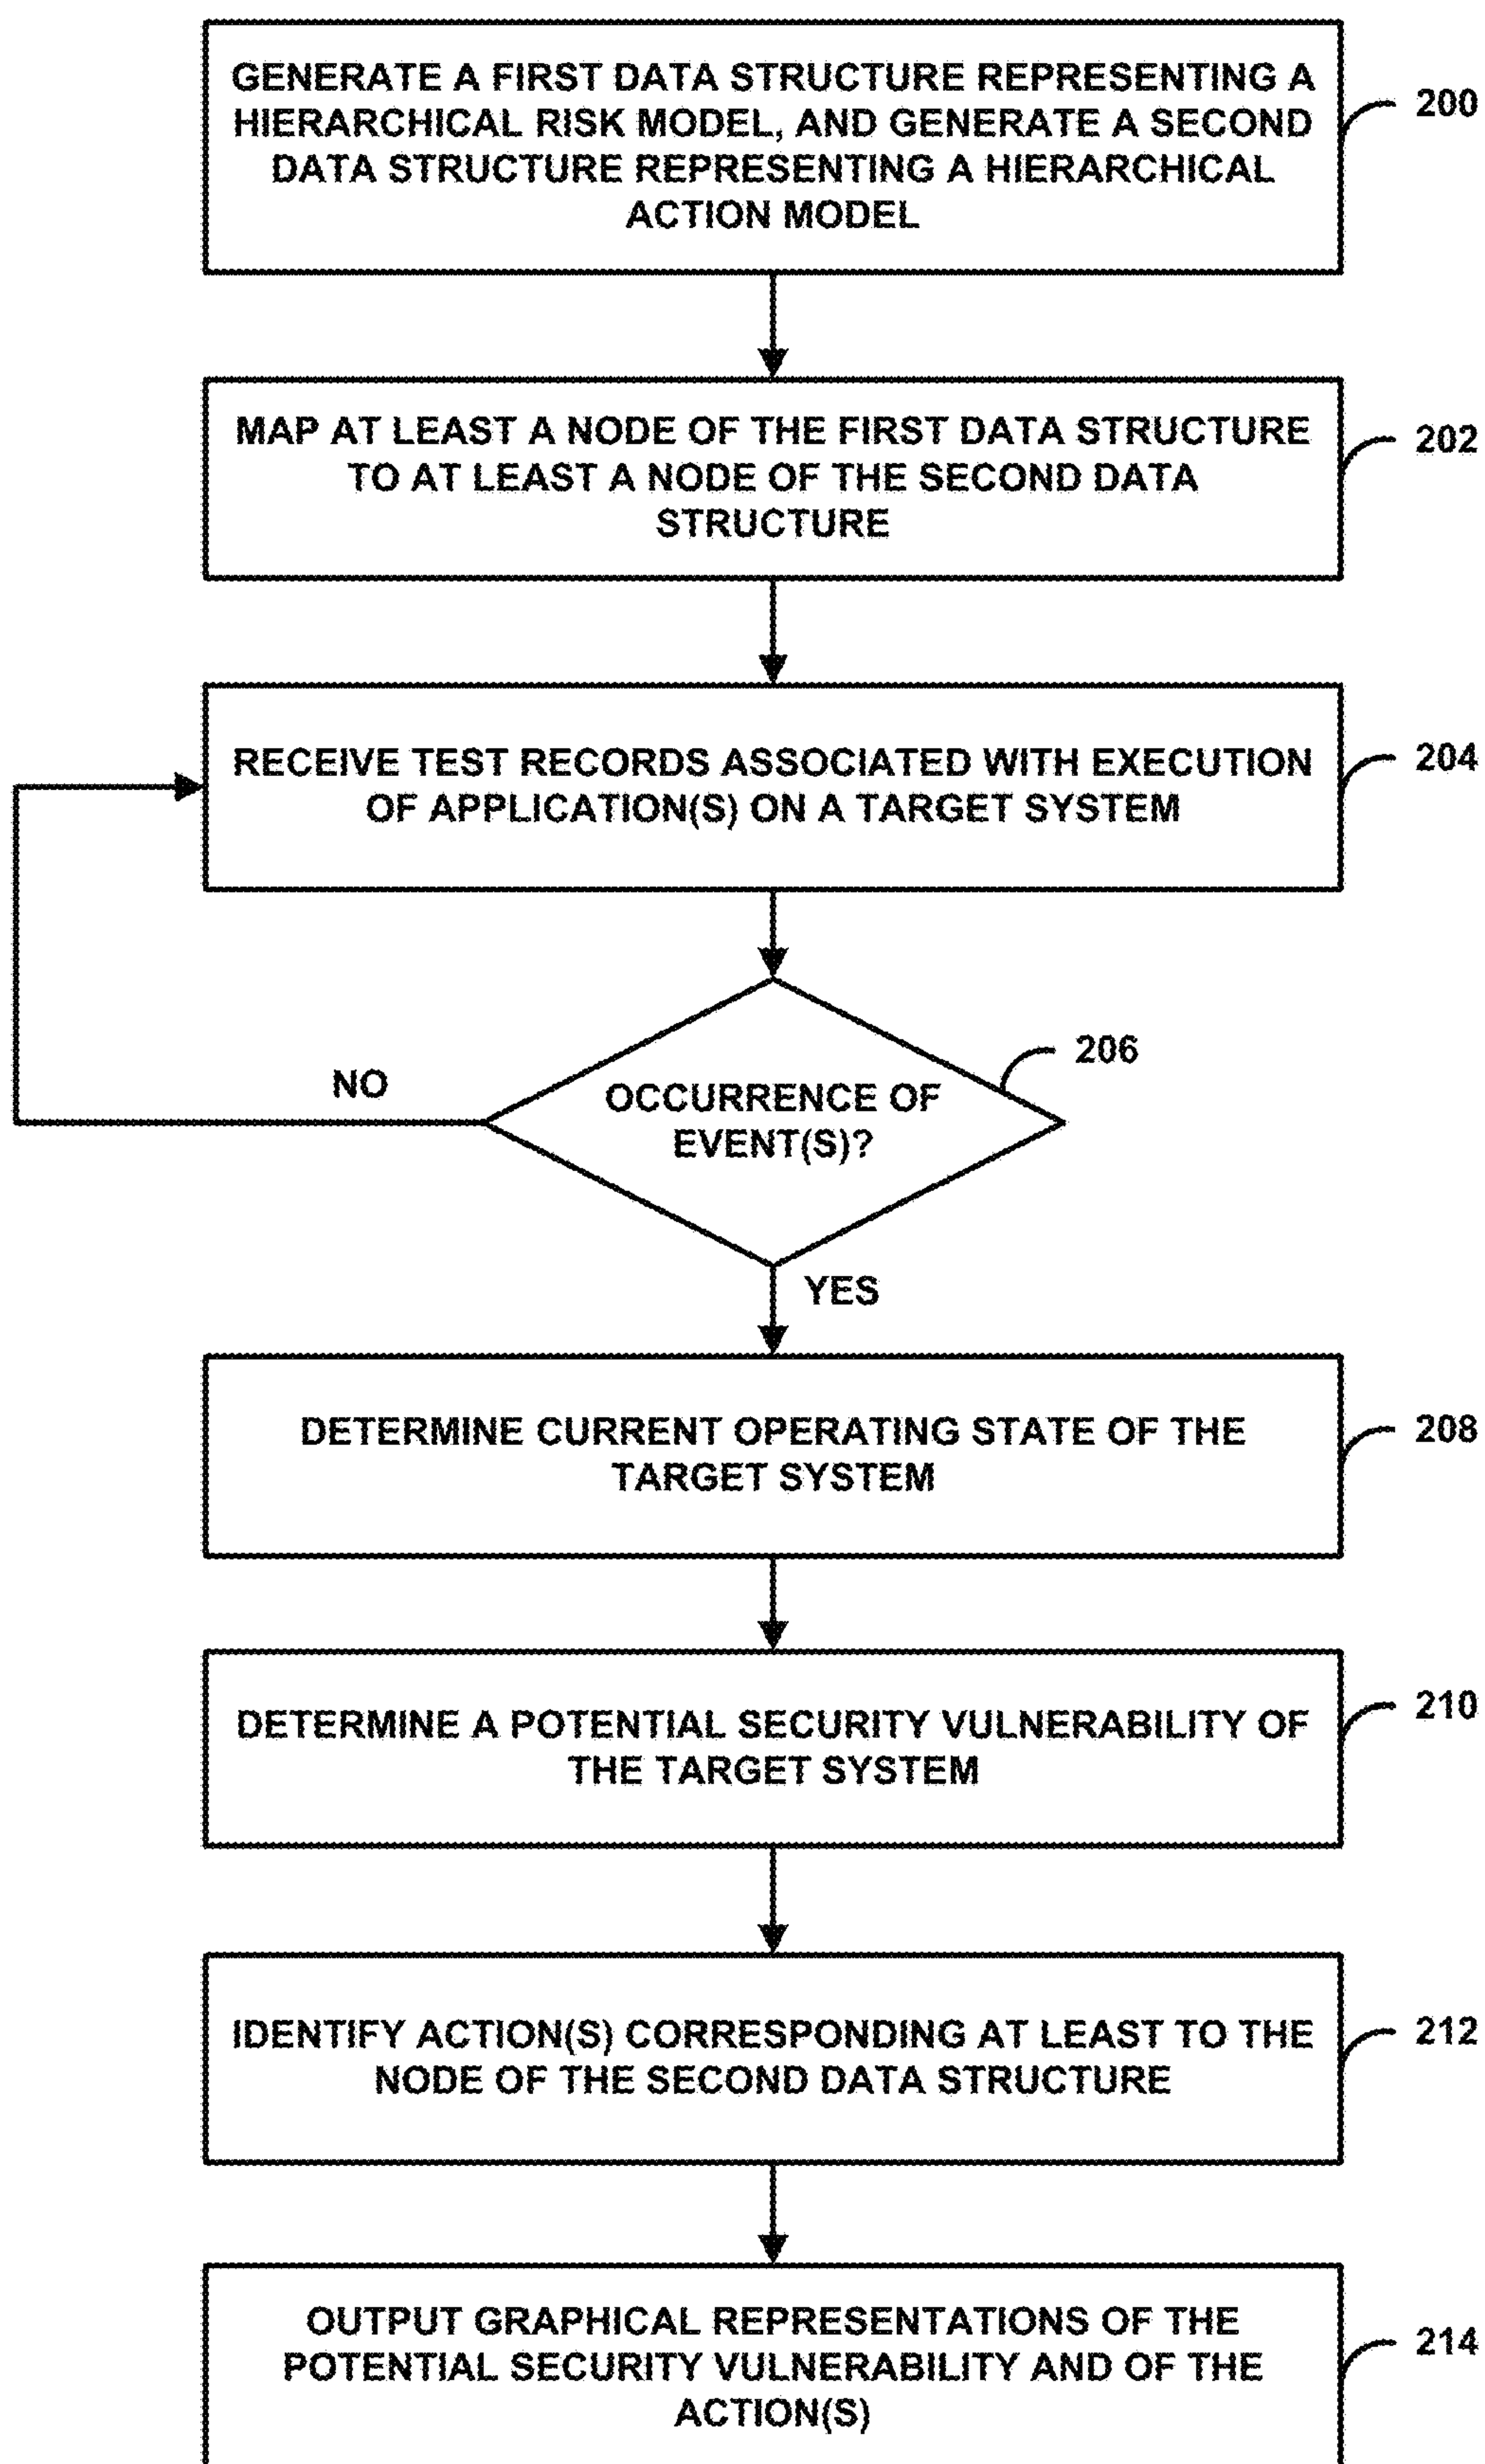 GENERATE A FIRST DATA STRUCTURE REPRESENTING A
HIERARCHICAL RISK MODEL, AND GENERATE A SECOND
DATA STRUCTURE REPRESENTING A HIERARCHICAL
ACTION MODEL
200
MAP AT LEAST A NODE OF THE FIRST DATA STRUCTURE
TO AT LEAST A NODE OF THE SECOND DATA
STRUCTURE
202
RECEIVE TEST RECORDS ASSOCIATED WITH EXECUTION
OF APPLICATION(S) ON A TARGET SYSTEM
204
OCCURRENCE OF
EVENT(S)?
206
NO
YES
DETERMINE CURRENT OPERATING STATE OF THE
TARGET SYSTEM
208
DETERMINE A POTENTIAL SECURITY VULNERABILITY OF
THE TARGET SYSTEM
210
IDENTIFY ACTION(S) CORRESPONDING AT LEAST TO THE
NODE OF THE SECOND DATA STRUCTURE
212
OUTPUT GRAPHICAL REPRESENTATIONS OF THE
POTENTIAL SECURITY VULNERABILITY AND OF THE
ACTION(S)
214